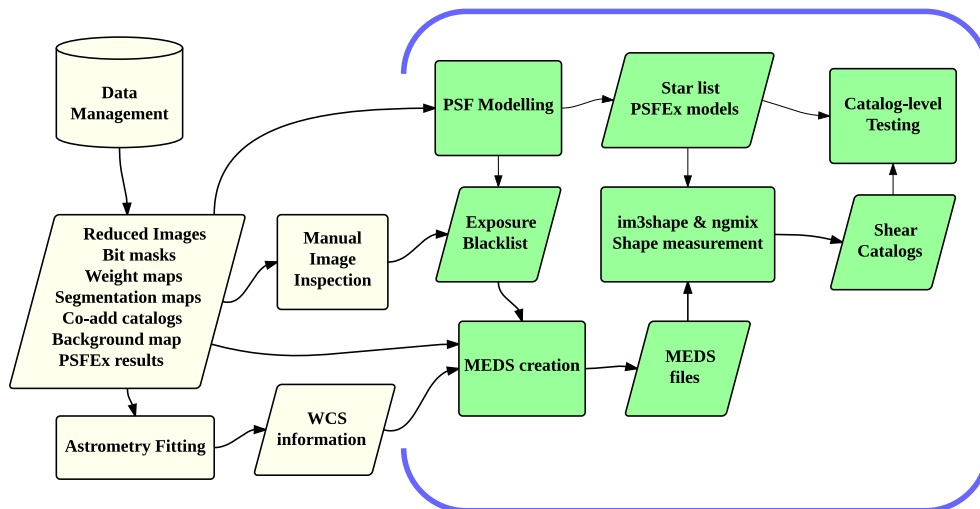 Data
Management
Reduced Images
Bit masks
Weight maps
Segmentation maps
Co-add catalogs
Background map
PSFEx results
Astrometry Fitting
Manual
Image
Inspection
WCS
information
PSF Modelling
Exposure
Blacklist
MEDS creation
Star list
PSFEx models
im3shape & ngmix
Shape measurement
MEDS
files
Catalog-level
Testing
Shear
Catalogs